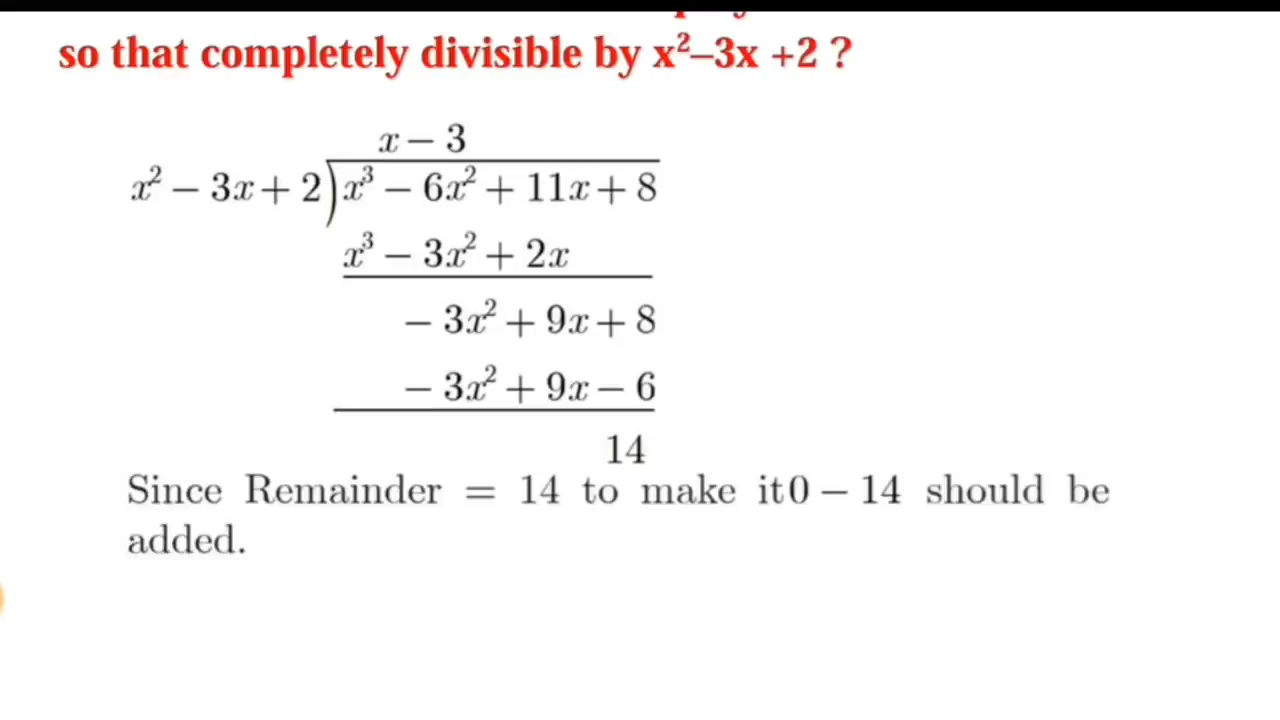 so that completely divisible by x²–3x +2 ?
x − 3
x² − 3x + 2)x³ − 6x² + 11x + 8
x³ − 3x² + 2x
− 3x² + 9x + 8
− 3x² + 9x − 6
14
Since Remainder = 14 to make it0 − 14 should be
added.